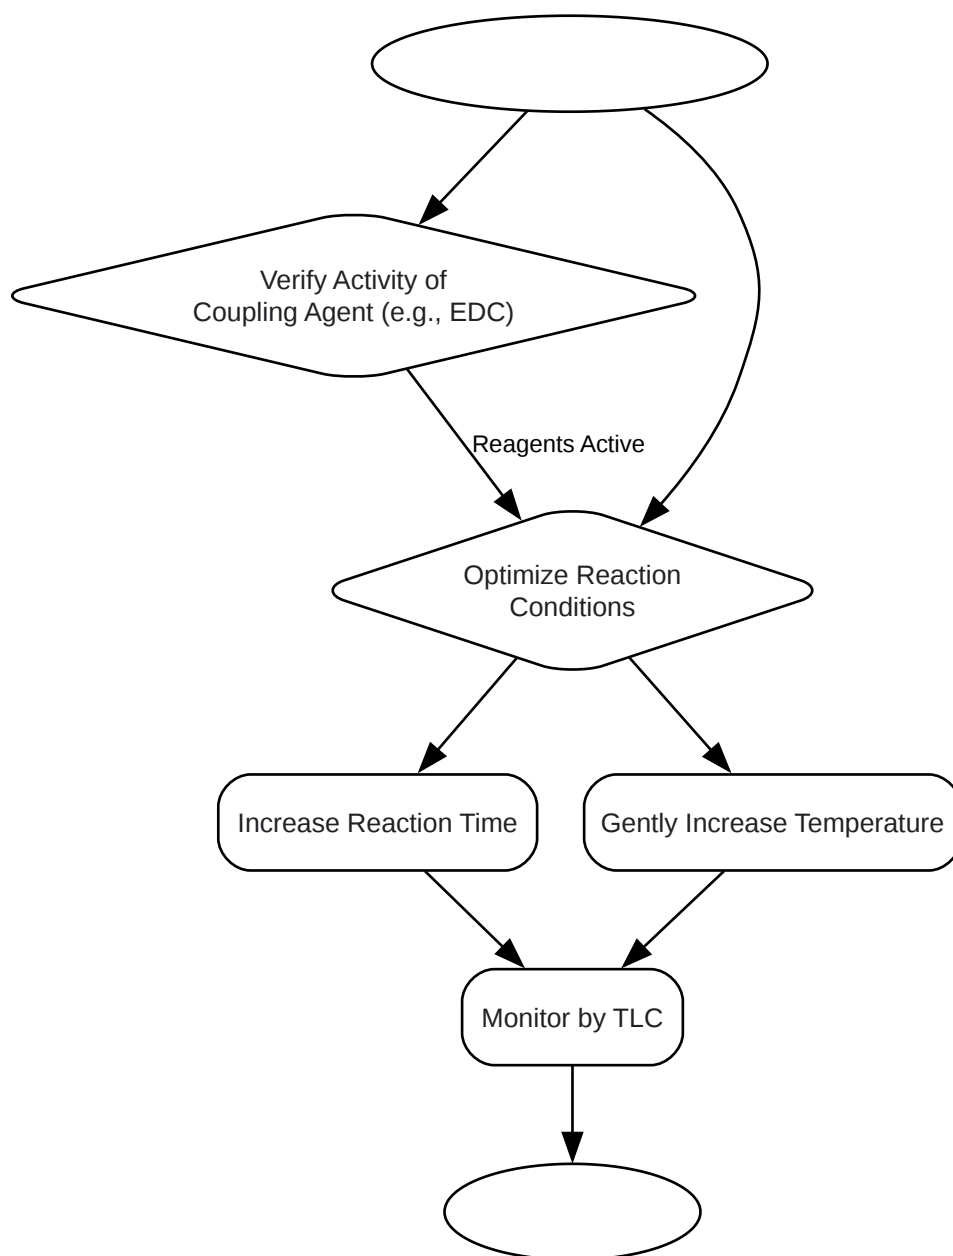 Verify Activity of
Coupling Agent (e.g., EDC)
Reagents Active
Optimize Reaction
Conditions
Increase Reaction Time
Gently Increase Temperature
Monitor by TLC